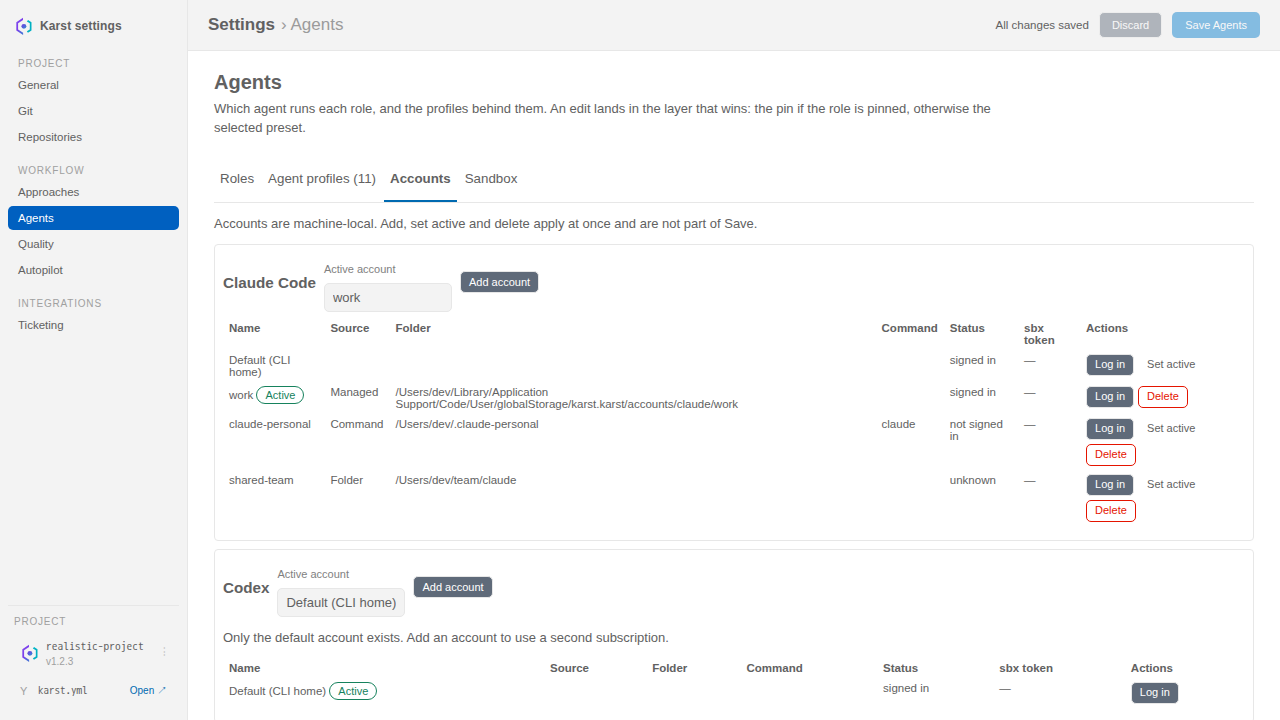 Karst settings
PROJECT
General
Git
Repositories
WORKFLOW
Approaches
Agents
Quality
Autopilot
INTEGRATIONS
Ticketing
PROJECT
realistic-project
v1.2.3
Y karst.yml Open ↗
Settings › Agents
All changes saved Discard Save Agents
Agents
Which agent runs each role, and the profiles behind them. An edit lands in the layer that wins: the pin if the role is pinned, otherwise the
selected preset.
Roles Agent profiles (11) Accounts Sandbox
Accounts are machine-local. Add, set active and delete apply at once and are not part of Save.
Claude Code Active account work Add account
Name Source Folder Command Status sbx token Actions
Default (CLI home) signed in — Log in Set active
work Active Managed /Users/dev/Library/Application Support/Code/User/globalStorage/karst.karst/accounts/claude/work signed in — Log in Delete
claude-personal Command /Users/dev/.claude-personal claude not signed in — Log in Set active Delete
shared-team Folder /Users/dev/team/claude unknown — Log in Set active Delete
Codex Active account Default (CLI home) Add account
Only the default account exists. Add an account to use a second subscription.
Name Source Folder Command Status sbx token Actions
Default (CLI home) Active signed in — Log in